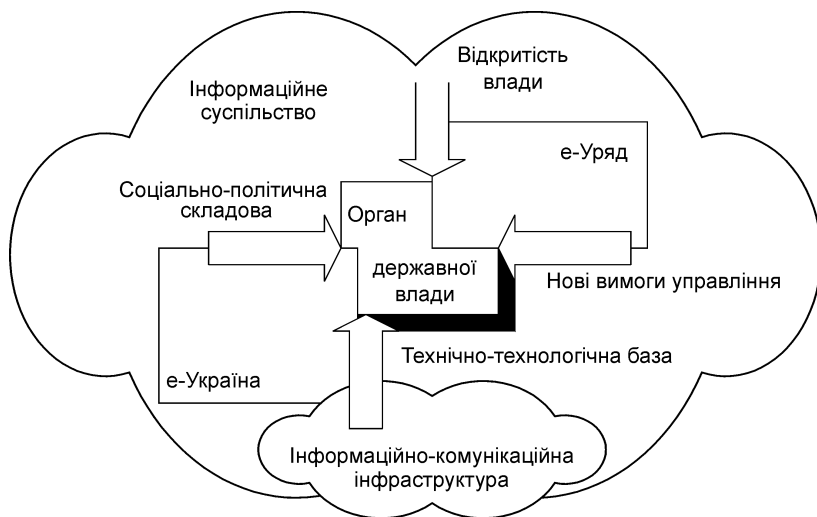 Відкритість
влади
Інформаційне
суспільство
е-Уряд
Соціально-політична
складова
Орган
державної
влади
Нові вимоги управління
Технічно-технологічна база
е-Україна
Інформаційно-комунікаційна
інфраструктура